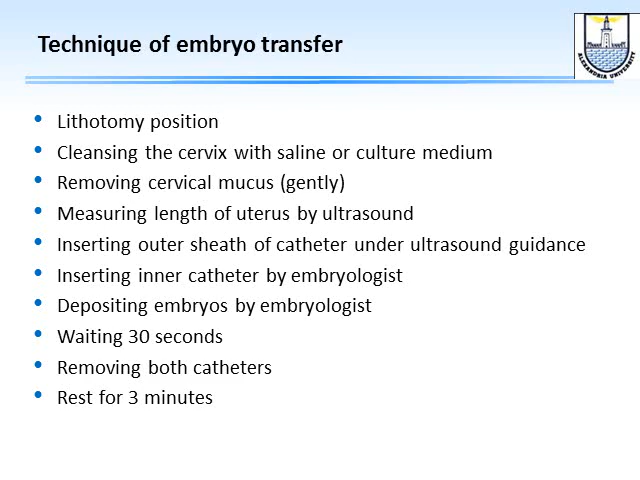 Technique of embryo transfer
ALEXANDRIA UNIVERSITY
• Lithotomy position
• Cleansing the cervix with saline or culture medium
• Removing cervical mucus (gently)
• Measuring length of uterus by ultrasound
• Inserting outer sheath of catheter under ultrasound guidance
• Inserting inner catheter by embryologist
• Depositing embryos by embryologist
• Waiting 30 seconds
• Removing both catheters
• Rest for 3 minutes